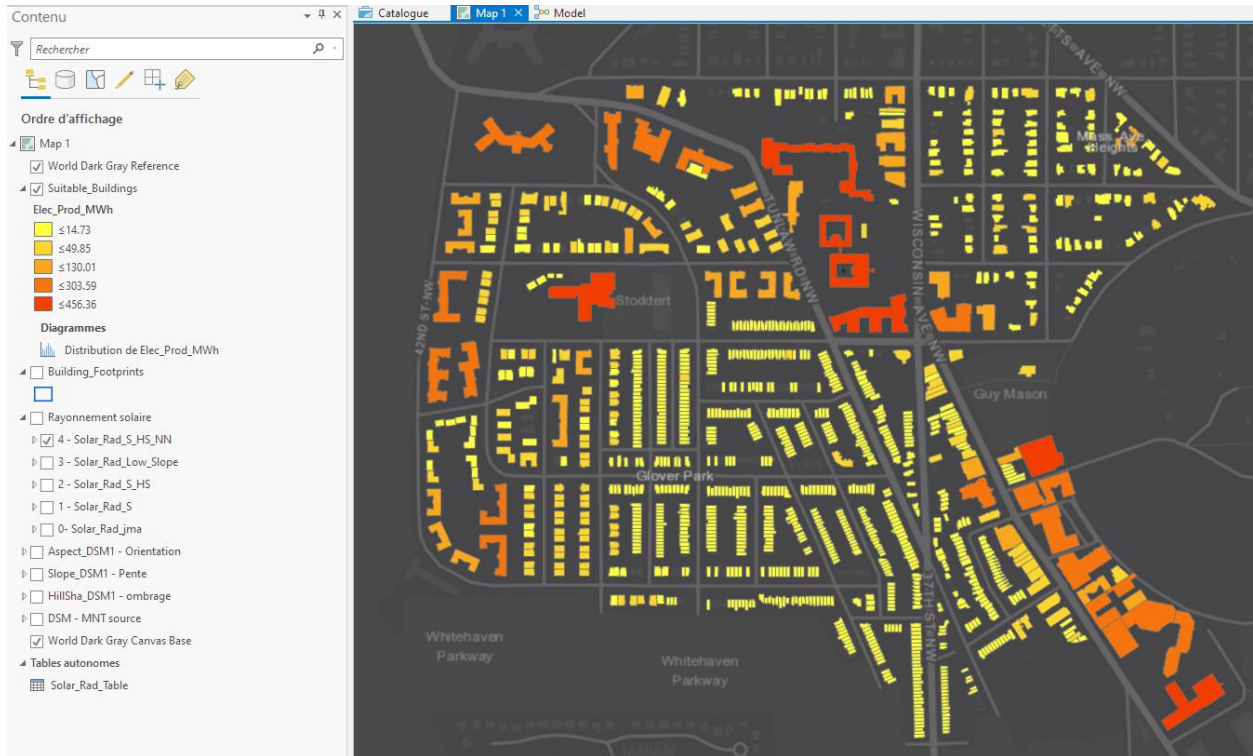 Contenu
Rechercher
Ordre d'affichage
Map 1
World Dark Gray Reference
Suitable_Buildings
Elec_Prod_MWh
≤14.73
≤49.85
≤130.01
≤303.59
≤456.36
Diagrammes
Distribution de Elec_Prod_MWh
Building_Footprints
Rayonnement solaire
4 - Solar_Rad_S_HS_NN
3 - Solar_Rad_Low_Slope
2 - Solar_Rad_S_HS
1 - Solar_Rad_S
0- Solar_Rad_jma
Aspect_DSM1 - Orientation
Slope_DSM1 - Pente
HillSha_DSM1 - ombrage
DSM - MNT source
World Dark Gray Canvas Base
Tables autonomes
Solar_Rad_Table
Catalogue
Map 1
Model
TTS AVE NW
Mass. Ave.
Heights
TUNLAW RD NW
WISCONSIN AVE NW
Stoddert
42ND ST NW
Guy Mason
Glover Park
37TH ST NW
Whitehaven
Parkway
Whitehaven
Parkway